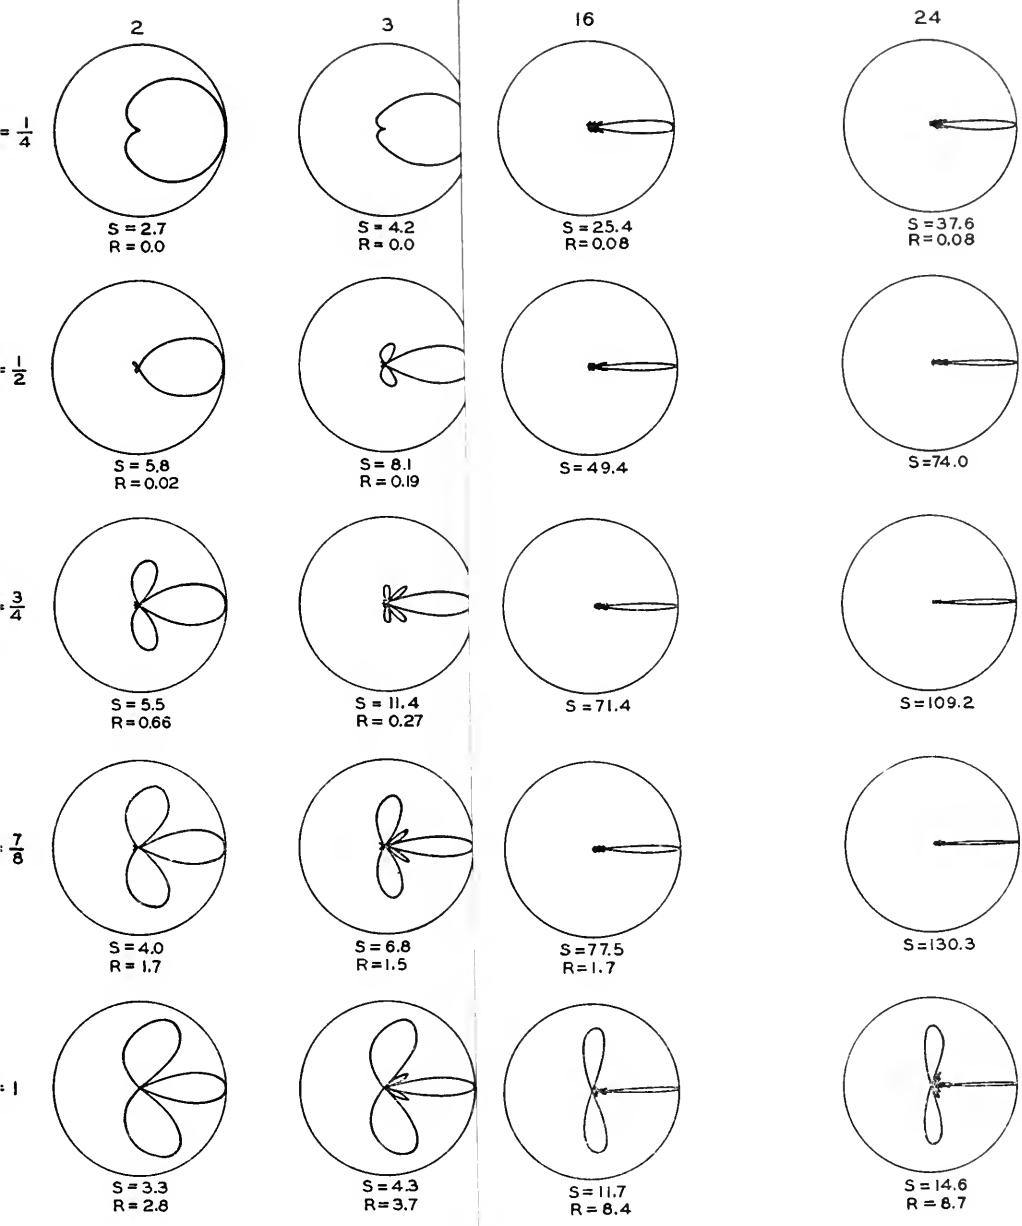 2 3 16 24
= 1/4
S = 2.7 S = 4.2 S = 25.4 S = 37.6
R = 0.0 R = 0.0 R = 0.08 R = 0.08
= 1/2
S = 5.8 S = 8.1 S = 49.4 S = 74.0
R = 0.02 R = 0.19
= 3/4
S = 5.5 S = 11.4 S = 71.4 S = 109.2
R = 0.66 R = 0.27
= 7/8
S = 4.0 S = 6.8 S = 77.5 S = 130.3
R = 1.7 R = 1.5 R = 1.7
= 1
S = 3.3 S = 4.3 S = 11.7 S = 14.6
R = 2.8 R = 3.7 R = 8.4 R = 8.7